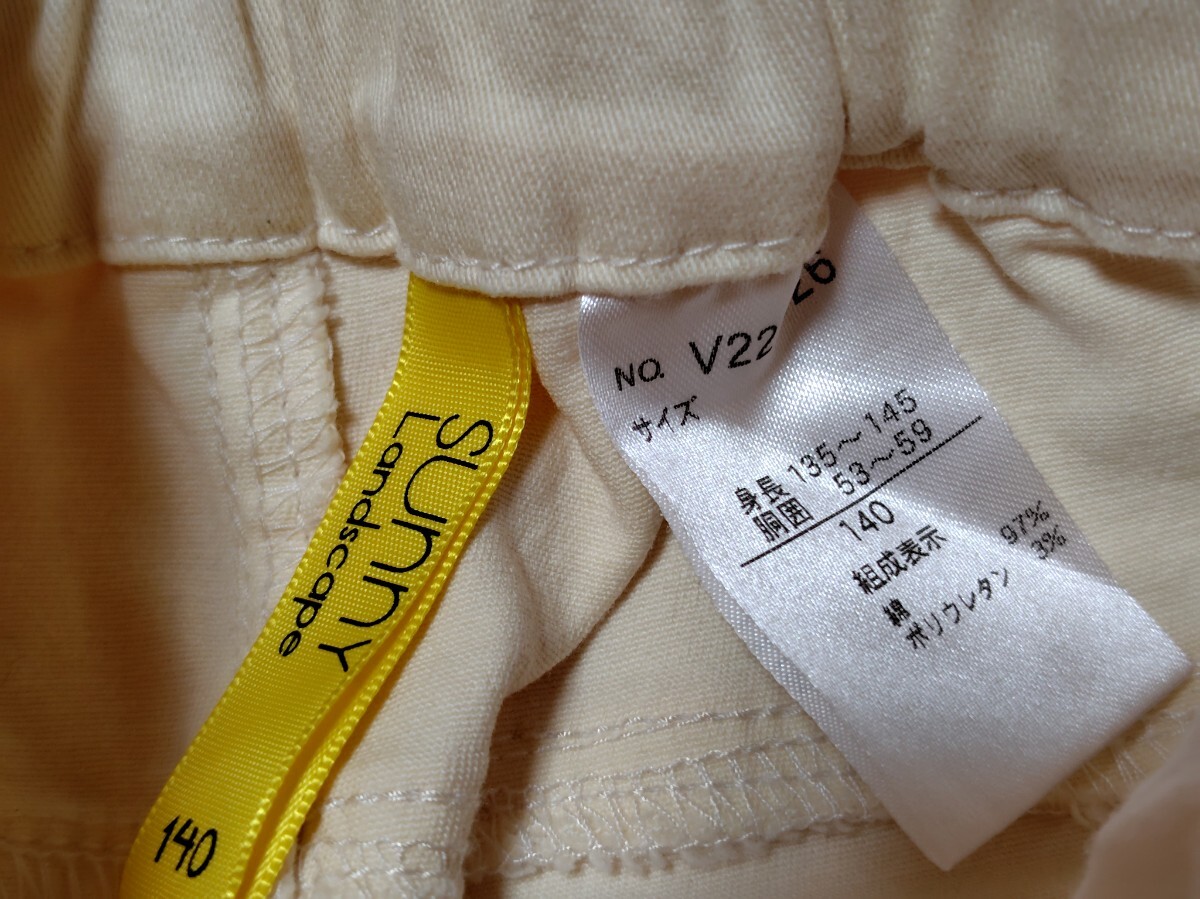 SUNNY
Landscape
140
NO. V22 26
サイズ
身長 135～145
胴囲 53～59
140
組成表示
綿 97%
ポリウレタン 3%